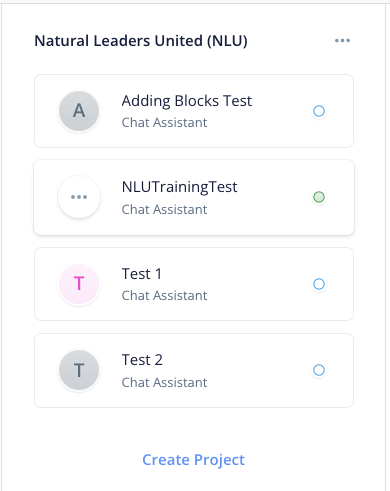 Natural Leaders United (NLU)
A
Adding Blocks Test
Chat Assistant
NLUTrainingTest
Chat Assistant
T
Test 1
Chat Assistant
T
Test 2
Chat Assistant
Create Project